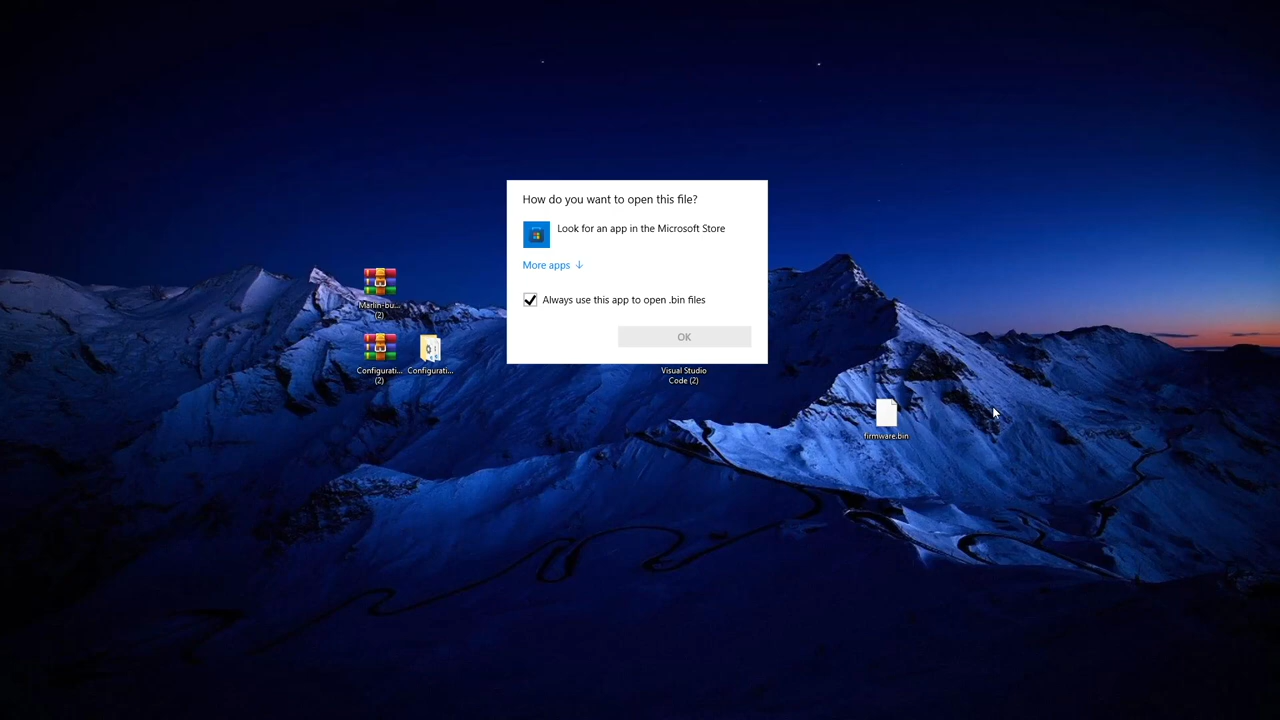 How do you want to open this file?
Look for an app in the Microsoft Store
More apps
Always use this app to open .bin files
OK
Marlin-bu...
(2)
Configurati...
(2)
Configurati...
Visual Studio
Code (2)
firmware.bin